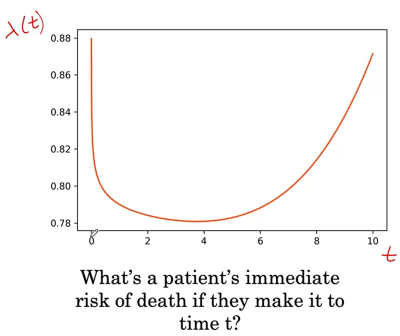 λ(t)
0.88
0.86
0.84
0.82
0.80
0.78
0 2 4 6 8 10
t
What's a patient's immediate
risk of death if they make it to
time t?